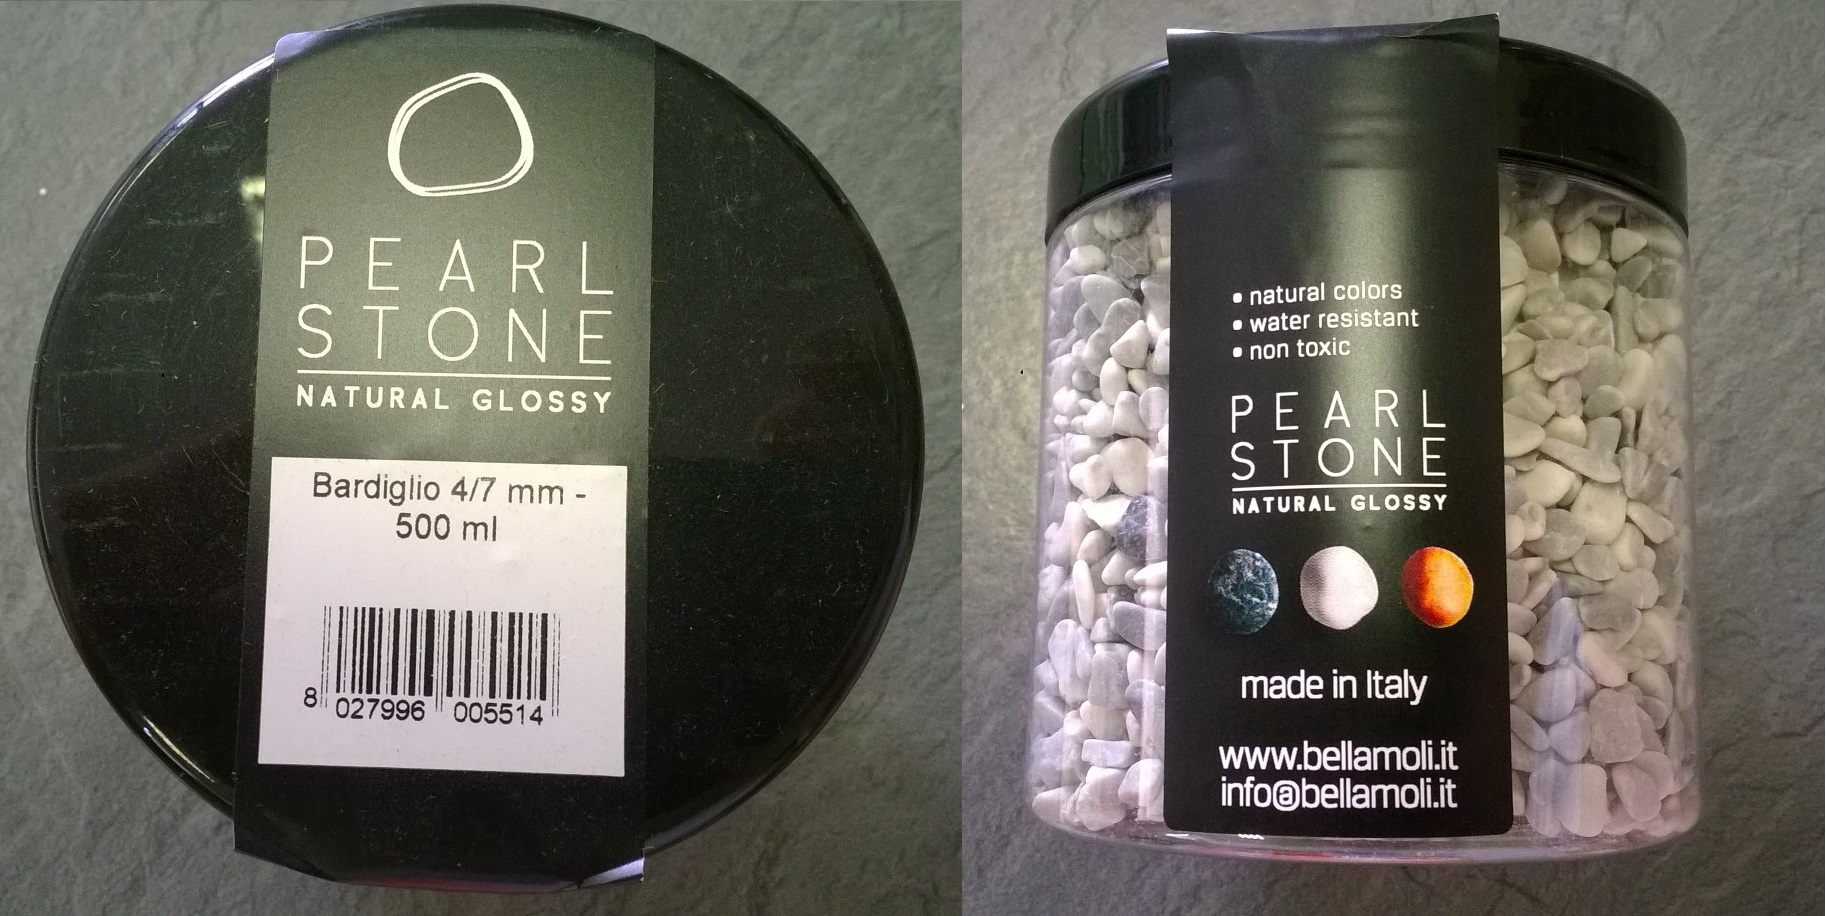 PEARL
STONE
NATURAL GLOSSY
Bardiglio 4/7 mm -
500 ml
8 027996 005514
• natural colors
• water resistant
• non toxic
PEARL
STONE
NATURAL GLOSSY
made in Italy
www.bellamoli.it
info@bellamoli.it